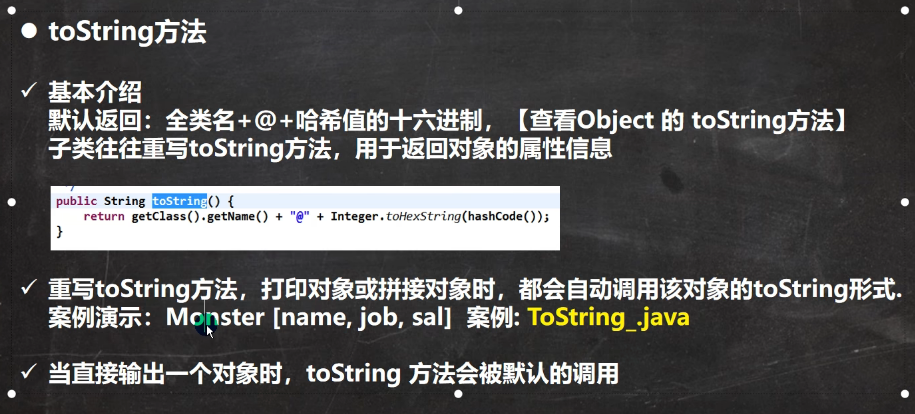 toString方法
基本介绍
默认返回：全类名+@+哈希值的十六进制，【查看Object 的 toString方法】
子类往往重写toString方法，用于返回对象的属性信息
public String toString() {
return getClass().getName() + "@" + Integer.toHexString(hashCode());
}
重写toString方法，打印对象或拼接对象时，都会自动调用该对象的toString形式.
案例演示：Monster [name, job, sal] 案例: ToString_.java
当直接输出一个对象时，toString 方法会被默认的调用